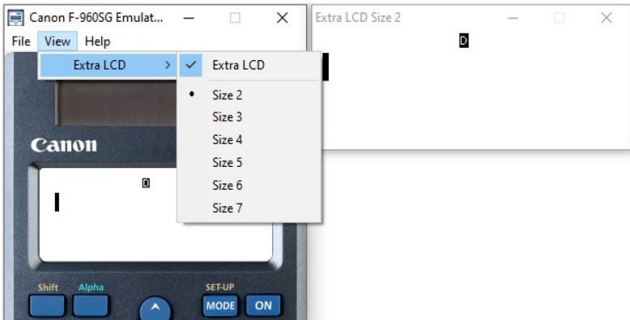 Canon F-960SG Emulat...
Extra LCD Size 2
File View Help
D
Extra LCD
Extra LCD
Size 2
Size 3
Size 4
Size 5
Size 6
Size 7
Canon
D
Shift Alpha SET-UP
MODE ON